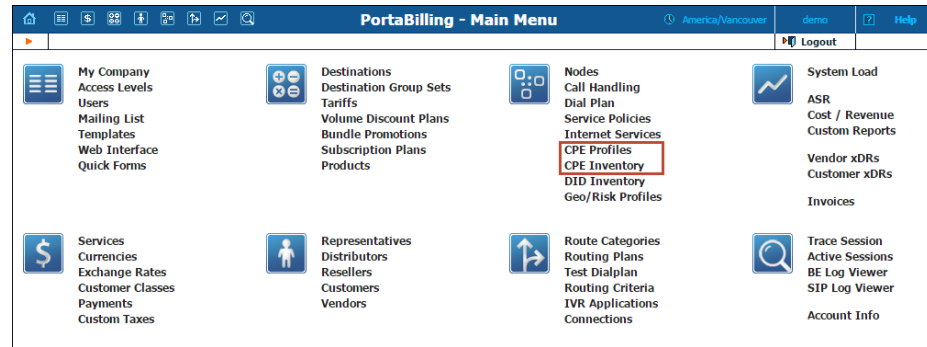 PortaBilling - Main Menu
America/Vancouver
demo
? Help
Logout
My Company
Access Levels
Users
Mailing List
Templates
Web Interface
Quick Forms
Destinations
Destination Group Sets
Tariffs
Volume Discount Plans
Bundle Promotions
Subscription Plans
Products
Nodes
Call Handling
Dial Plan
Service Policies
Internet Services
CPE Profiles
CPE Inventory
DID Inventory
Geo/Risk Profiles
System Load
ASR
Cost / Revenue
Custom Reports
Vendor xDRs
Customer xDRs
Invoices
Services
Currencies
Exchange Rates
Customer Classes
Payments
Custom Taxes
Representatives
Distributors
Resellers
Customers
Vendors
Route Categories
Routing Plans
Test Dialplan
Routing Criteria
IVR Applications
Connections
Trace Session
Active Sessions
BE Log Viewer
SIP Log Viewer
Account Info